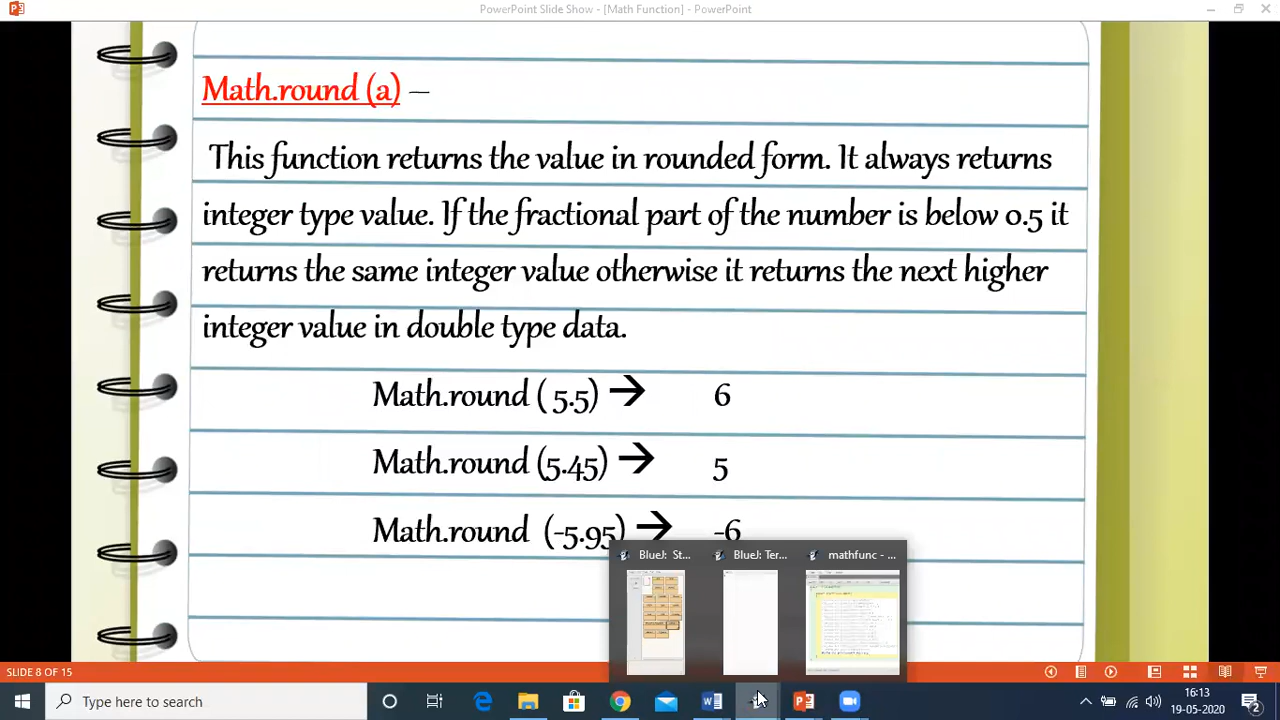 PowerPoint Slide Show - [Math Function] - PowerPoint
Math.round (a) –
This function returns the value in rounded form. It always returns
integer type value. If the fractional part of the number is below 0.5 it
returns the same integer value otherwise it returns the next higher
integer value in double type data.
Math.round ( 5.5) → 6
Math.round (5.45) → 5
Math.round (-5.95) → -6
BlueJ: St... BlueJ: Ter... mathfunc - ...
SLIDE 8 OF 15
Type here to search
16:13
19-05-2020
2